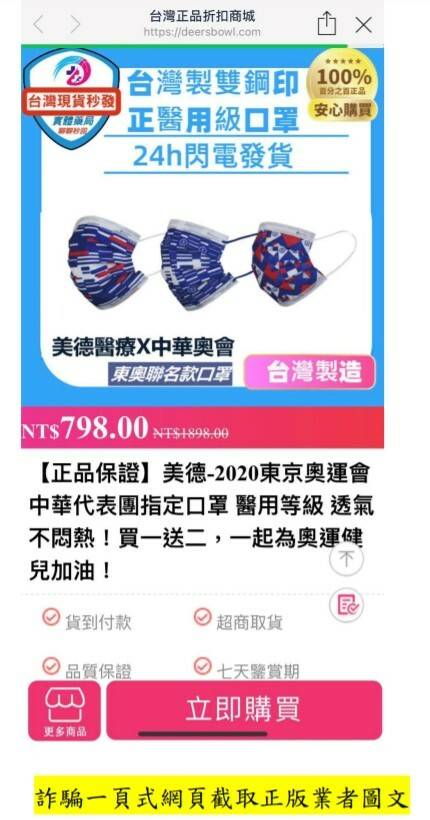 台灣正品折扣商城
https://deersbowl.com
台灣現貨秒發
實體藥局
聊聊秒回
台灣製雙鋼印
正醫用級口罩
24h閃電發貨
100%
百分之百正品
安心購買
美德醫療X中華奧會
東奧聯名款口罩
台灣製造
NT$798.00 NT$1898.00
【正品保證】美德-2020東京奧運會
中華代表團指定口罩 醫用等級 透氣
不悶熱！買一送二，一起為奧運健
兒加油！
貨到付款
超商取貨
品質保證
七天鑒賞期
更多商品
立即購買
詐騙一頁式網頁截取正版業者圖文